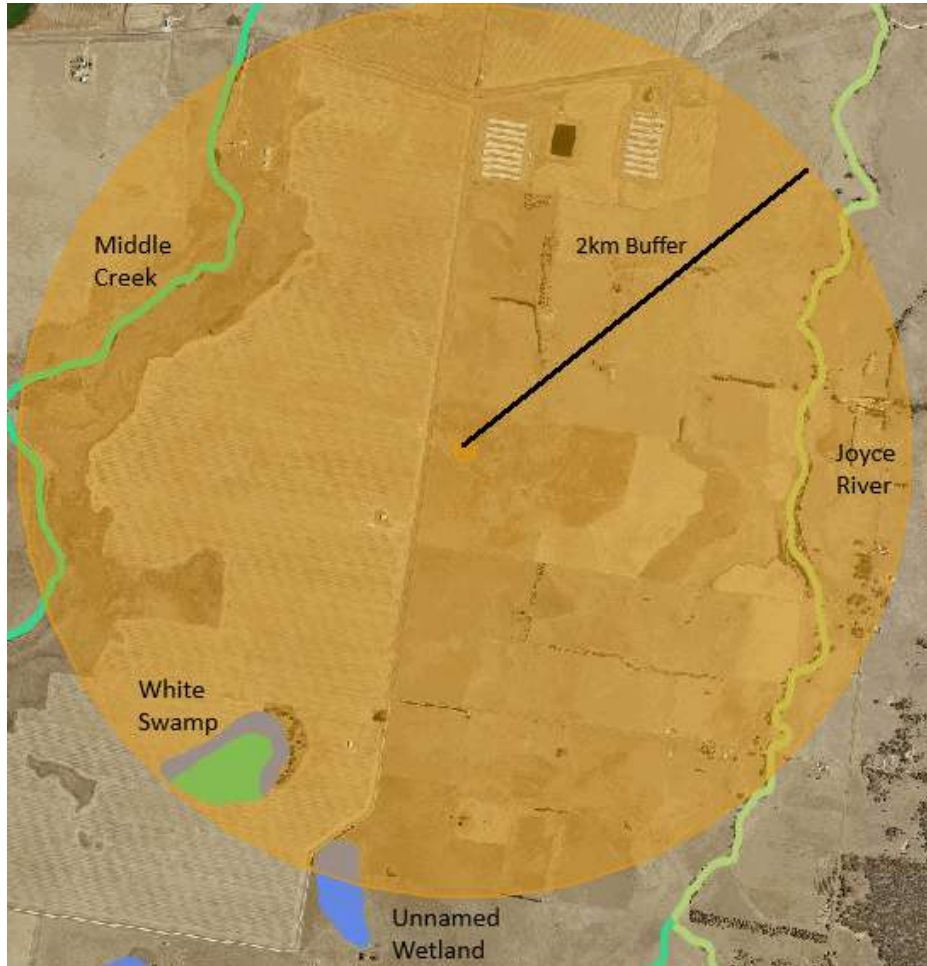 Middle
Creek
2km Buffer
Joyce
River
White
Swamp
Unnamed
Wetland